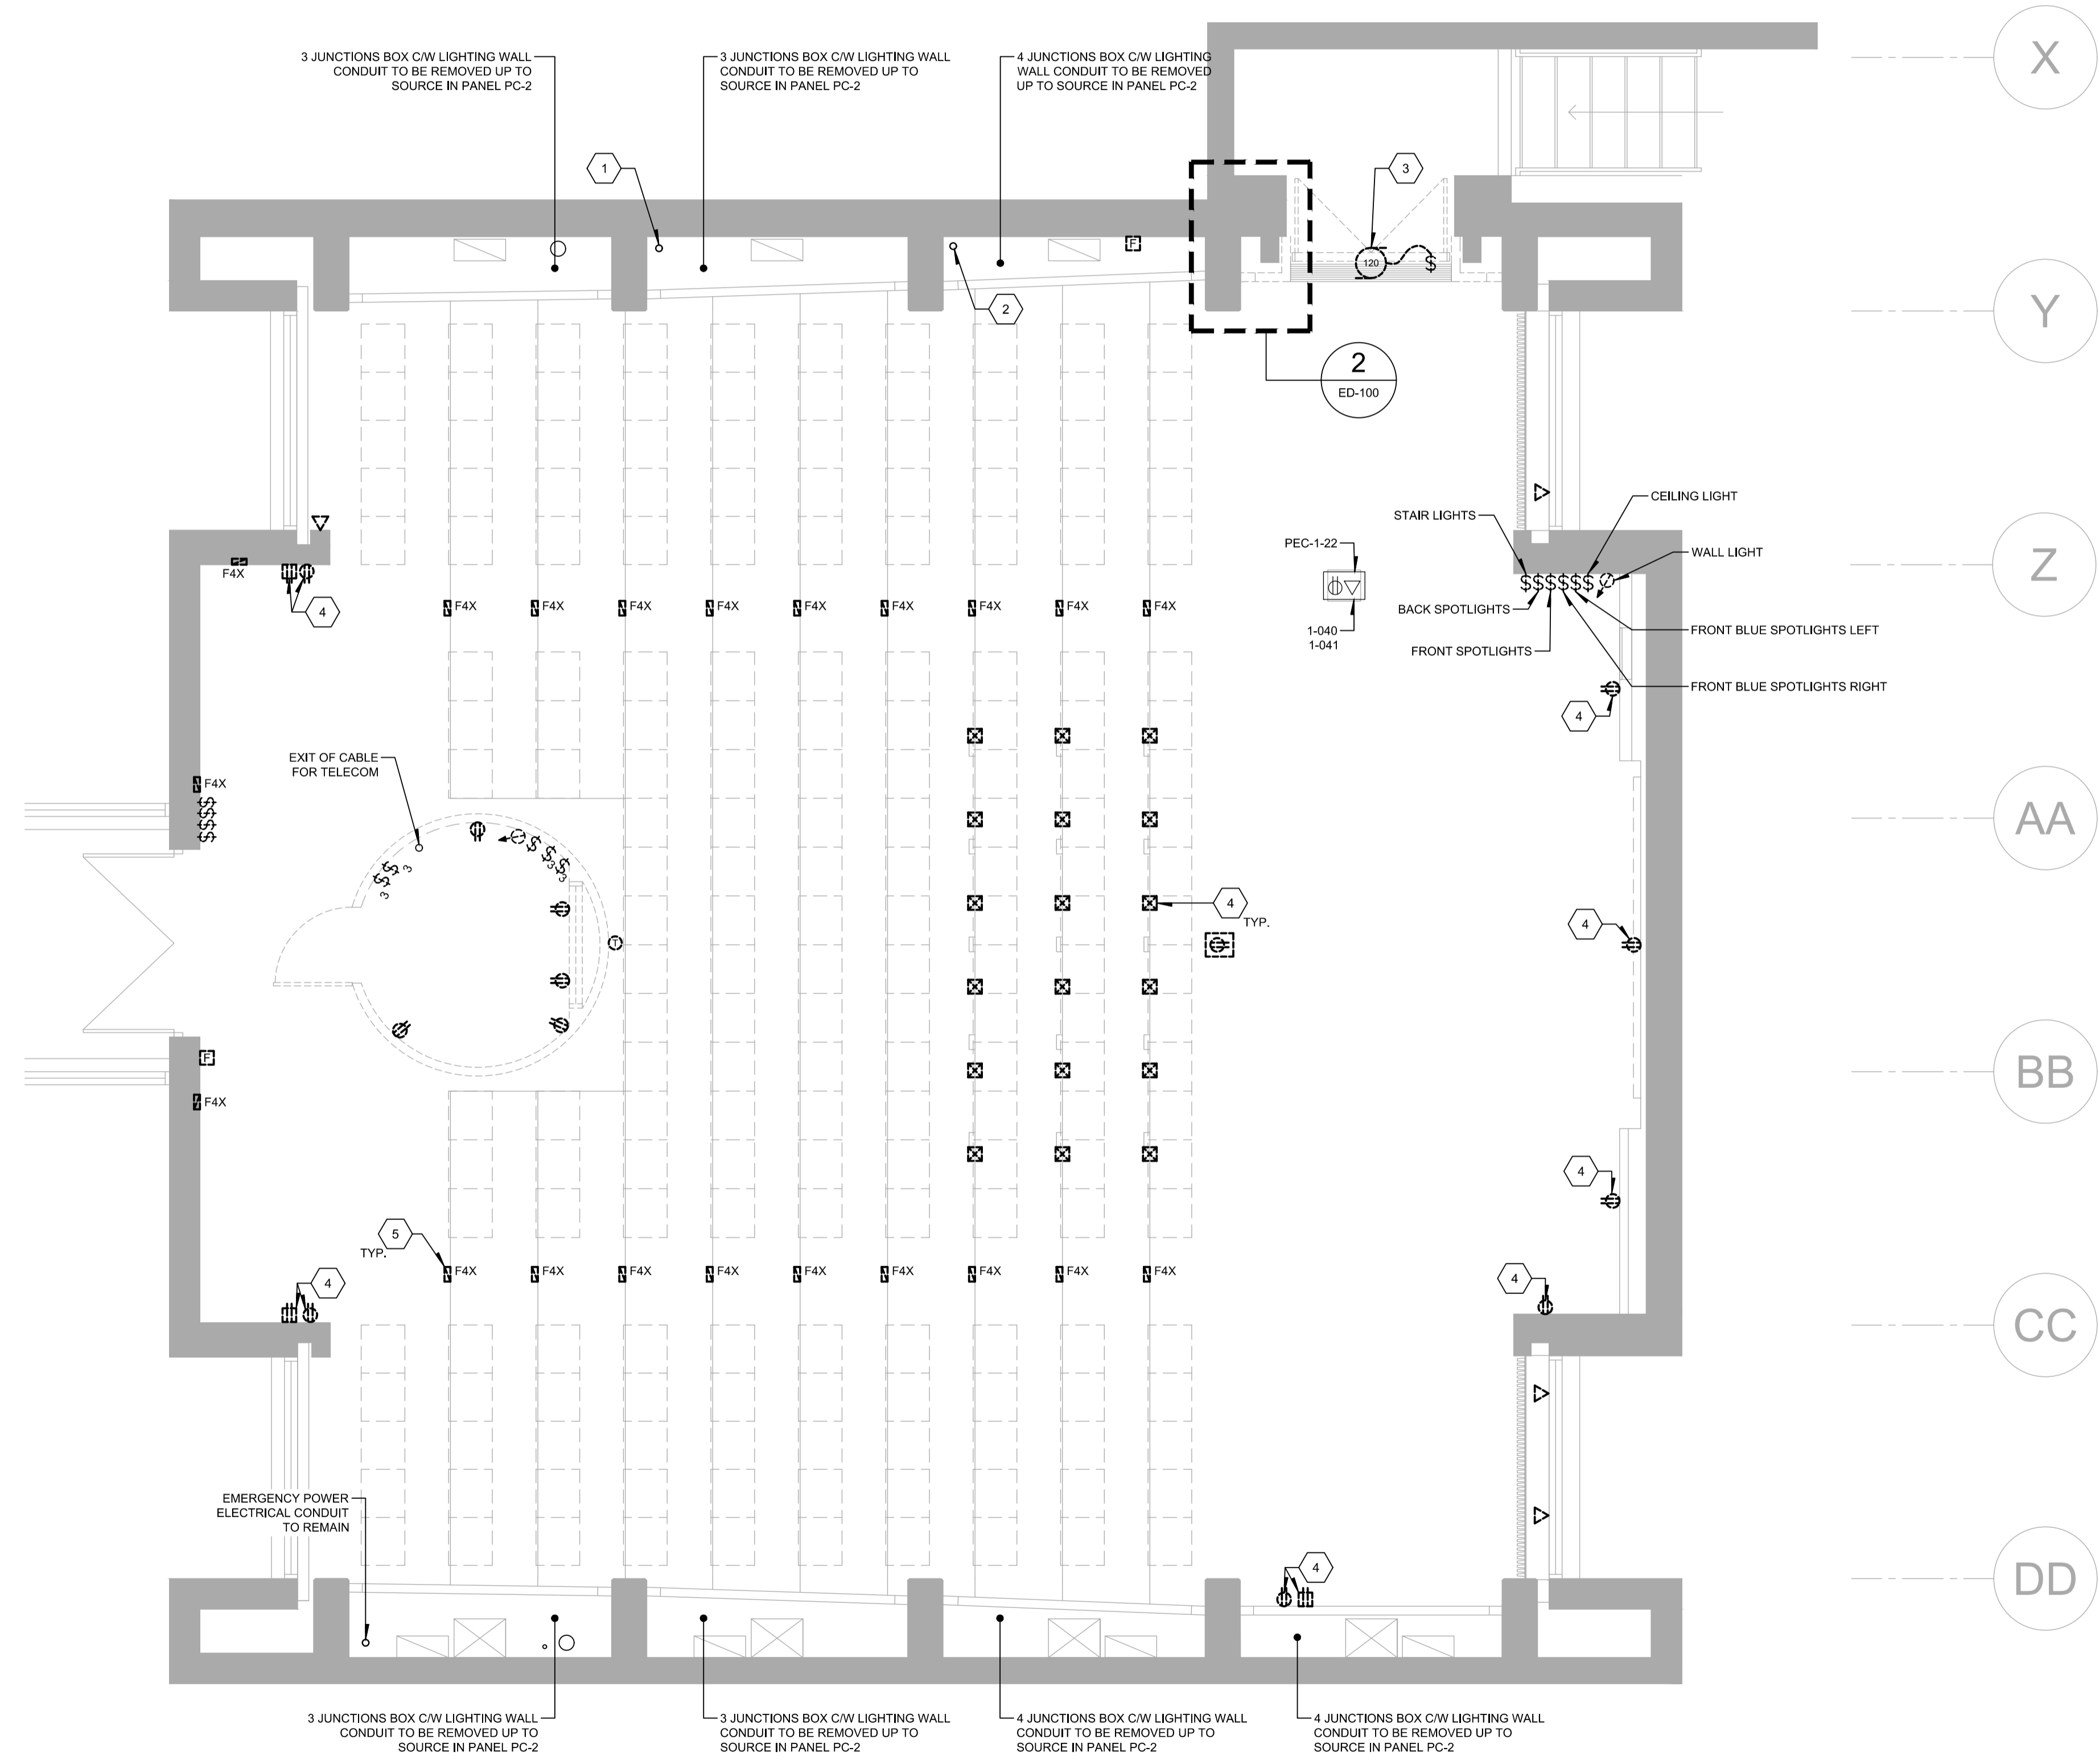 3 JUNCTIONS BOX C/W LIGHTING WALL
CONDUIT TO BE REMOVED UP TO
SOURCE IN PANEL PC-2
3 JUNCTIONS BOX C/W LIGHTING WALL
CONDUIT TO BE REMOVED UP TO
SOURCE IN PANEL PC-2
4 JUNCTIONS BOX C/W LIGHTING
WALL CONDUIT TO BE REMOVED
UP TO SOURCE IN PANEL PC-2
X
1
3
F
120
$
2
Y
2
ED-100
CEILING LIGHT
STAIR LIGHTS
PEC-1-22
WALL LIGHT
Z
F4X
$$$$$$
4
F4X
F4X
F4X
F4X
F4X
F4X
F4X
F4X
F4X
BACK SPOTLIGHTS
1-040
1-041
FRONT BLUE SPOTLIGHTS LEFT
FRONT SPOTLIGHTS
FRONT BLUE SPOTLIGHTS RIGHT
4
EXIT OF CABLE
FOR TELECOM
F4X
$$$$
AA
$ $3 $3
$3 $3
4
TYP.
4
T
F
BB
F4X
4
5
TYP.
F4X
F4X
F4X
F4X
F4X
F4X
F4X
F4X
F4X
4
4
CC
EMERGENCY POWER
ELECTRICAL CONDUIT
TO REMAIN
4
DD
3 JUNCTIONS BOX C/W LIGHTING WALL
CONDUIT TO BE REMOVED UP TO
SOURCE IN PANEL PC-2
3 JUNCTIONS BOX C/W LIGHTING WALL
CONDUIT TO BE REMOVED UP TO
SOURCE IN PANEL PC-2
4 JUNCTIONS BOX C/W LIGHTING WALL
CONDUIT TO BE REMOVED UP TO
SOURCE IN PANEL PC-2
4 JUNCTIONS BOX C/W LIGHTING WALL
CONDUIT TO BE REMOVED UP TO
SOURCE IN PANEL PC-2